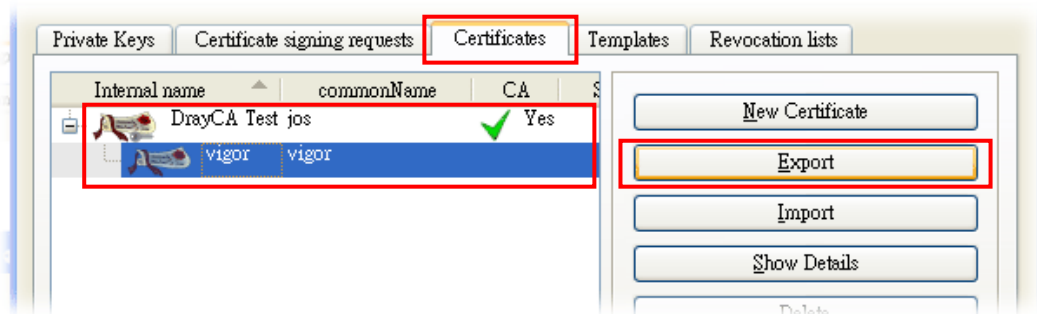 Private Keys Certificate signing requests Certificates Templates Revocation lists
Internal name commonName CA S
DrayCA Test jos Yes
vigor vigor
New Certificate
Export
Import
Show Details
Delete